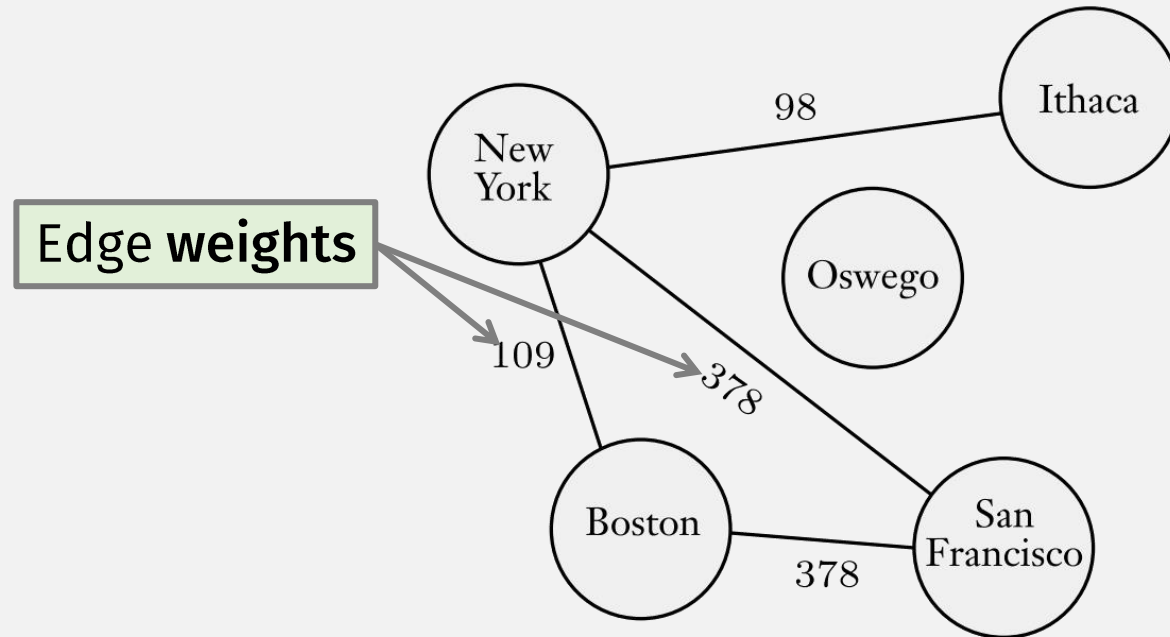 98
Ithaca
New
York
Edge weights
Oswego
109
378
Boston
San
Francisco
378